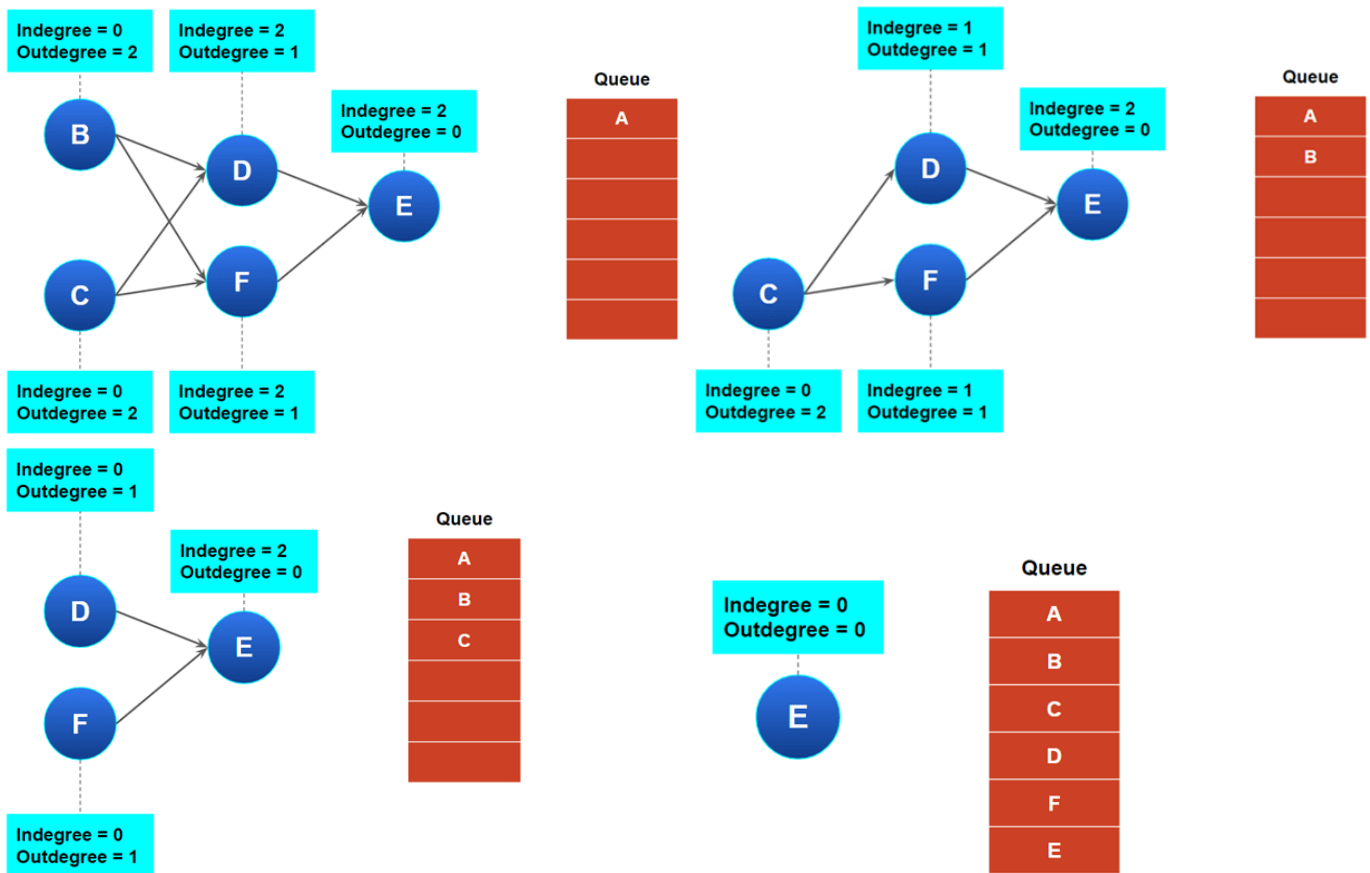 Indegree = 0
Outdegree = 2
Indegree = 2
Outdegree = 1
Indegree = 2
Outdegree = 0
B
D
E
C
F
Indegree = 0
Outdegree = 2
Indegree = 2
Outdegree = 1
Queue
A
Indegree = 1
Outdegree = 1
Indegree = 2
Outdegree = 0
D
E
C
F
Indegree = 0
Outdegree = 2
Indegree = 1
Outdegree = 1
Queue
A
B
Indegree = 0
Outdegree = 1
Indegree = 2
Outdegree = 0
D
E
F
Indegree = 0
Outdegree = 1
Queue
A
B
C
Indegree = 0
Outdegree = 0
E
Queue
A
B
C
D
F
E